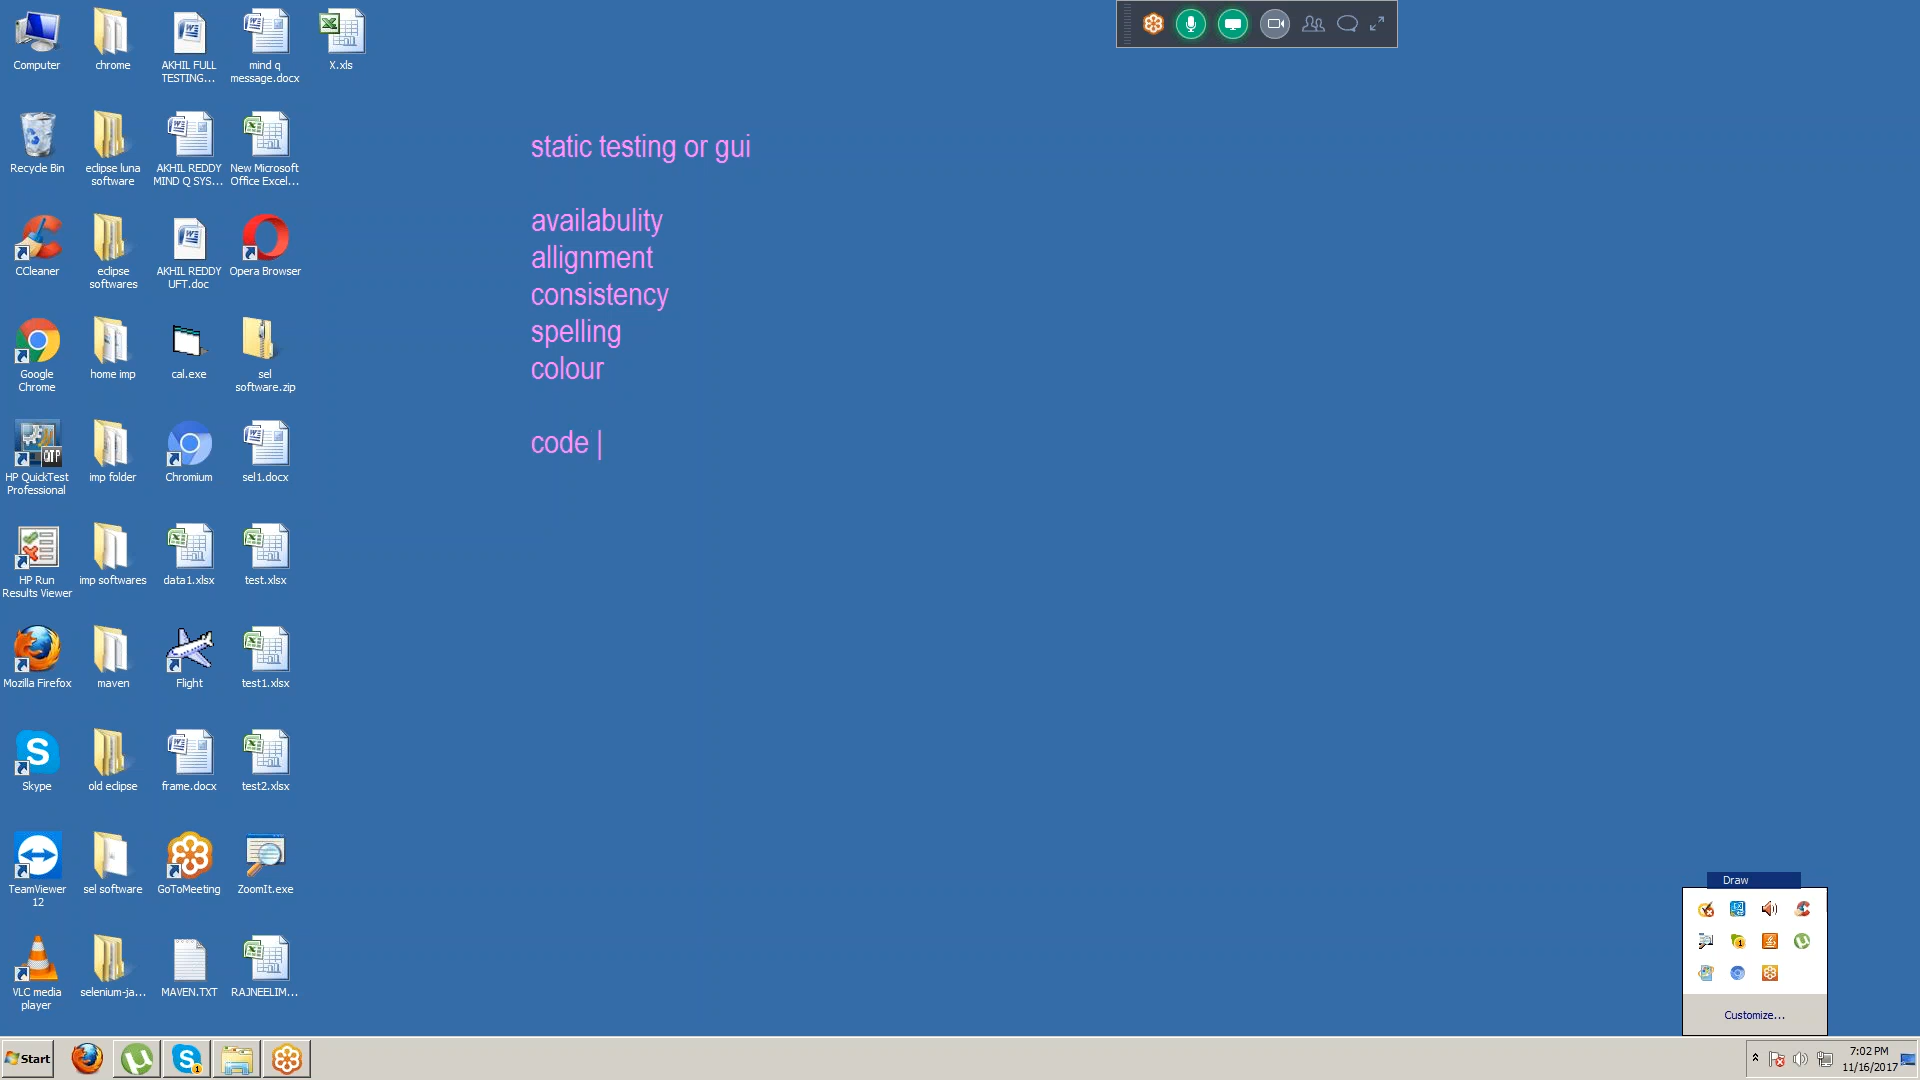 Computer
chrome
AKHIL FULL
TESTING...
mind q
message.docx
X.xls
static testing or gui
Recycle Bin
eclipse luna
software
AKHIL REDDY
MIND Q SYS...
New Microsoft
Office Excel...
availabulity
allignment
consistency
spelling
colour
code |
CCleaner
eclipse
softwares
AKHIL REDDY
UFT.doc
Opera Browser
Google
Chrome
home imp
cal.exe
sel
software.zip
QTP
HP QuickTest
Professional
imp folder
Chromium
sel1.docx
HP Run
Results Viewer
imp softwares
data1.xlsx
test.xlsx
Mozilla Firefox
maven
Flight
test1.xlsx
Skype
old eclipse
frame.docx
test2.xlsx
TeamViewer
12
sel software
GoToMeeting
ZoomIt.exe
VLC media
player
selenium-ja...
MAVEN.TXT
RAJNEELIM...
Draw
Customize...
Start
7:02 PM
11/16/2017